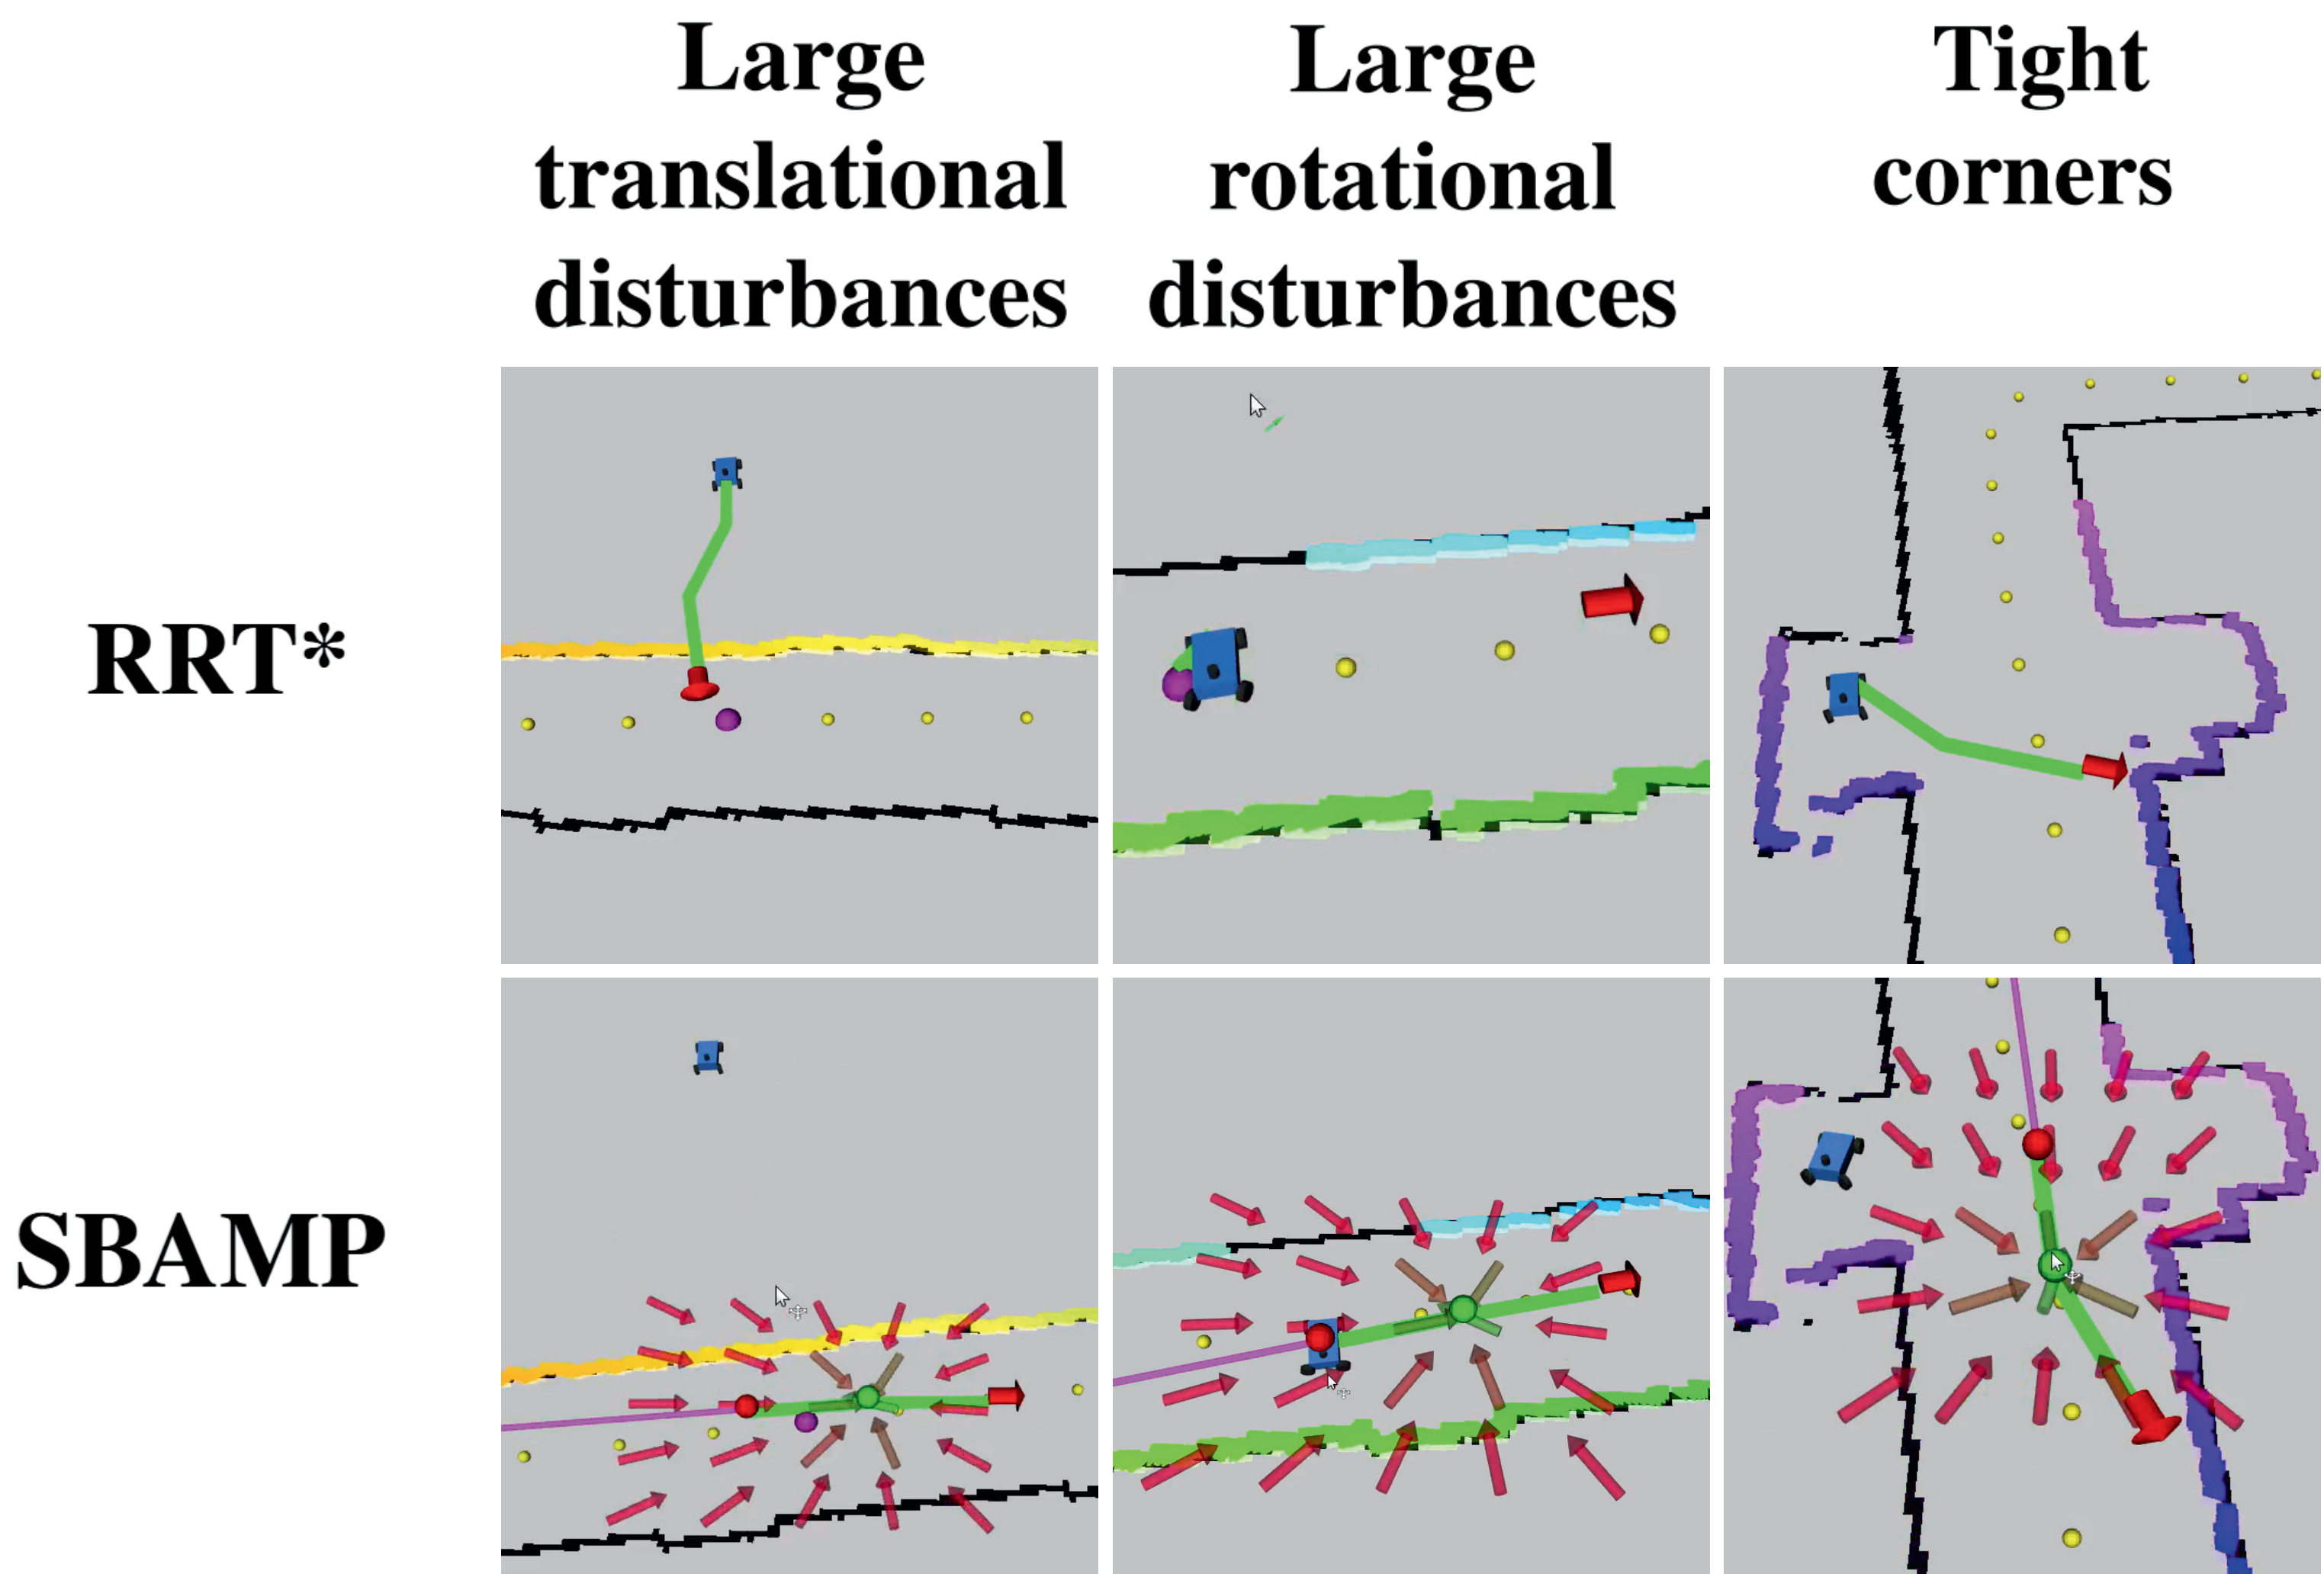 Large
translational
disturbances
Large
rotational
disturbances
Tight
corners
RRT*
SBAMP